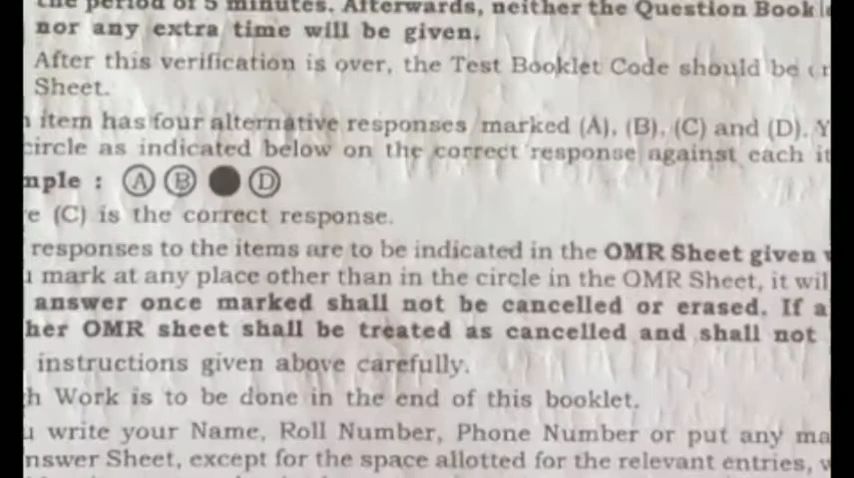 the period of 5 minutes. Afterwards, neither the Question
nor any extra time will be given.
After this verification is over, the Test Booklet Code should be
Sheet.
item has four alternative responses marked (A), (B), (C) and (D).
circle as indicated below on the correct response against each
: A B D
(C) is the correct response.
responses to the items are to be indicated in the OMR Sheet given
mark at any place other than in the circle in the OMR Sheet, it
answer once marked shall not be cancelled or erased. If
OMR sheet shall be treated as cancelled and shall not
instructions given above carefully.
Work is to be done in the end of this booklet.
write your Name, Roll Number, Phone Number or put any
Sheet, except for the space allotted for the relevant entries,